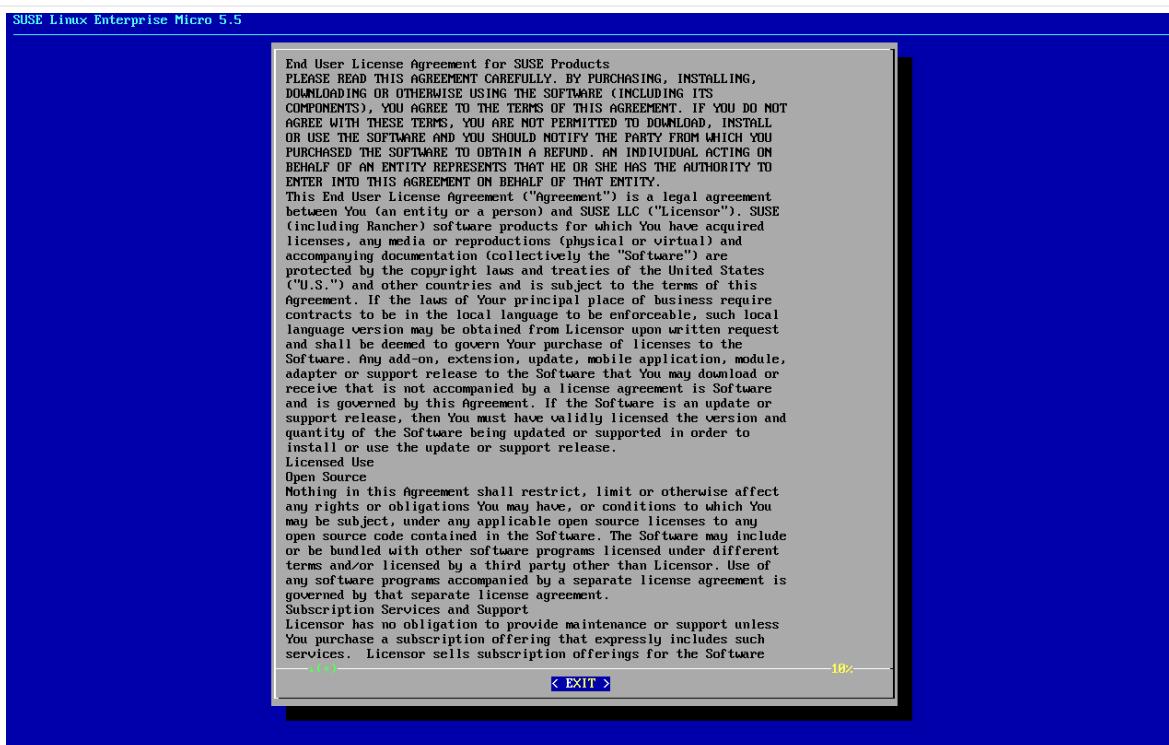 SUSE Linux Enterprise Micro 5.5
End User License Agreement for SUSE Products
PLEASE READ THIS AGREEMENT CAREFULLY. BY PURCHASING, INSTALLING,
DOWNLOADING OR OTHERWISE USING THE SOFTWARE (INCLUDING ITS
COMPONENTS), YOU AGREE TO THE TERMS OF THIS AGREEMENT. IF YOU DO NOT
AGREE WITH THESE TERMS, YOU ARE NOT PERMITTED TO DOWNLOAD, INSTALL
OR USE THE SOFTWARE AND YOU SHOULD NOTIFY THE PARTY FROM WHICH YOU
PURCHASED THE SOFTWARE TO OBTAIN A REFUND. AN INDIVIDUAL ACTING ON
BEHALF OF AN ENTITY REPRESENTS THAT HE OR SHE HAS THE AUTHORITY TO
ENTER INTO THIS AGREEMENT ON BEHALF OF THAT ENTITY.
This End User License Agreement ("Agreement") is a legal agreement
between You (an entity or a person) and SUSE LLC ("Licensor"). SUSE
(including Rancher) software products for which You have acquired
licenses, any media or reproductions (physical or virtual) and
accompanying documentation (collectively the "Software") are
protected by the copyright laws and treaties of the United States
("U.S.") and other countries and is subject to the terms of this
Agreement. If the laws of Your principal place of business require
contracts to be in the local language to be enforceable, such local
language version may be obtained from Licensor upon written request
and shall be deemed to govern Your purchase of licenses to the
Software. Any add-on, extension, update, mobile application, module,
adapter or support release to the Software that You may download or
receive that is not accompanied by a license agreement is Software
and is governed by this Agreement. If the Software is an update or
support release, then You must have validly licensed the version and
quantity of the Software being updated or supported in order to
install or use the update or support release.
Licensed Use
Open Source
Nothing in this Agreement shall restrict, limit or otherwise affect
any rights or obligations You may have, or conditions to which You
may be subject, under any applicable open source licenses to any
open source code contained in the Software. The Software may include
or be bundled with other software programs licensed under different
terms and/or licensed by a third party other than Licensor. Use of
any software programs accompanied by a separate license agreement is
governed by that separate license agreement.
Subscription Services and Support
Licensor has no obligation to provide maintenance or support unless
You purchase a subscription offering that expressly includes such
services.  Licensor sells subscription offerings for the Software
↓(+) 10%
< EXIT >